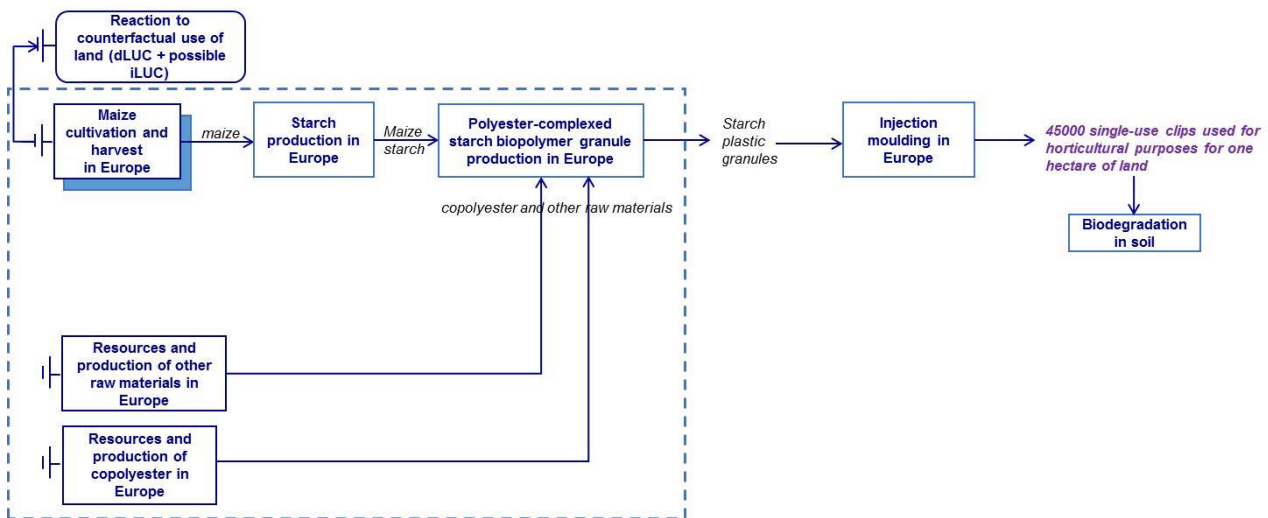 Reaction to
counterfactual use of
land (dLUC + possible
iLUC)
Maize
cultivation and
harvest
in Europe
maize
Starch
production in
Europe
Maize
starch
Polyester-complexed
starch biopolymer granule
production in Europe
Starch
plastic
granules
Injection
moulding in
Europe
45000 single-use clips used for
horticultural purposes for one
hectare of land
copolyester and other raw materials
Biodegradation
in soil
Resources and
production of other
raw materials in
Europe
Resources and
production of
copolyester in
Europe